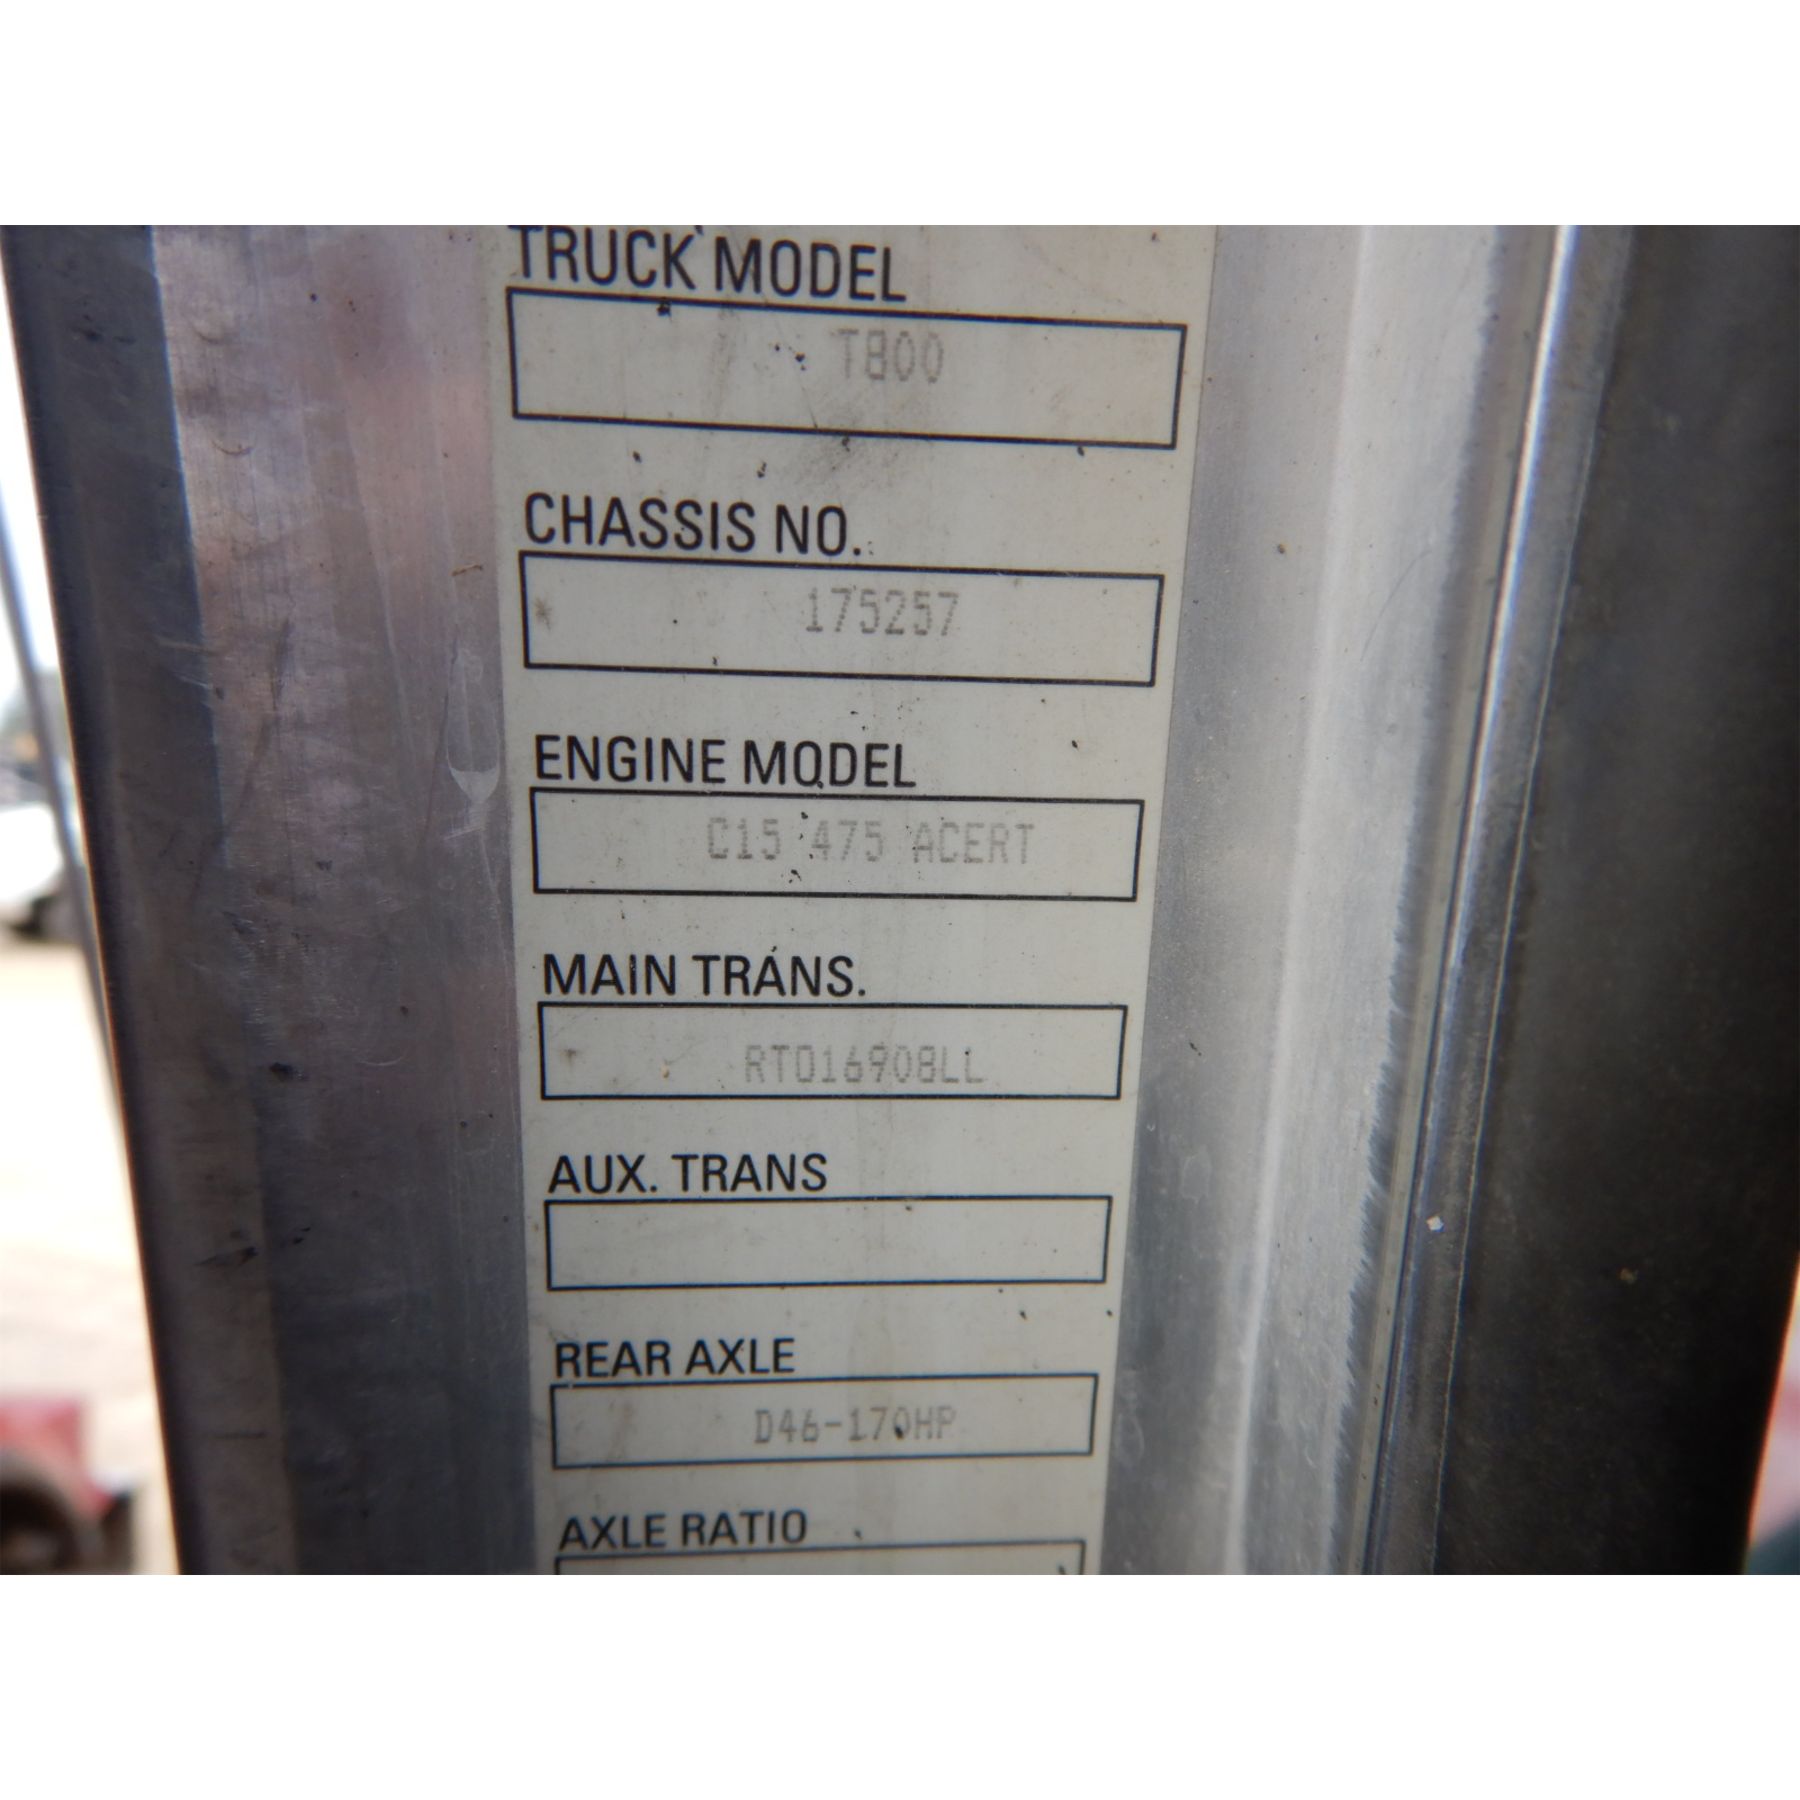 TRUCK MODEL
T800
CHASSIS NO.
175257
ENGINE MODEL
C15 475 ACERT
MAIN TRANS.
RTO16908LL
AUX. TRANS
REAR AXLE
D46-170HP
AXLE RATIO